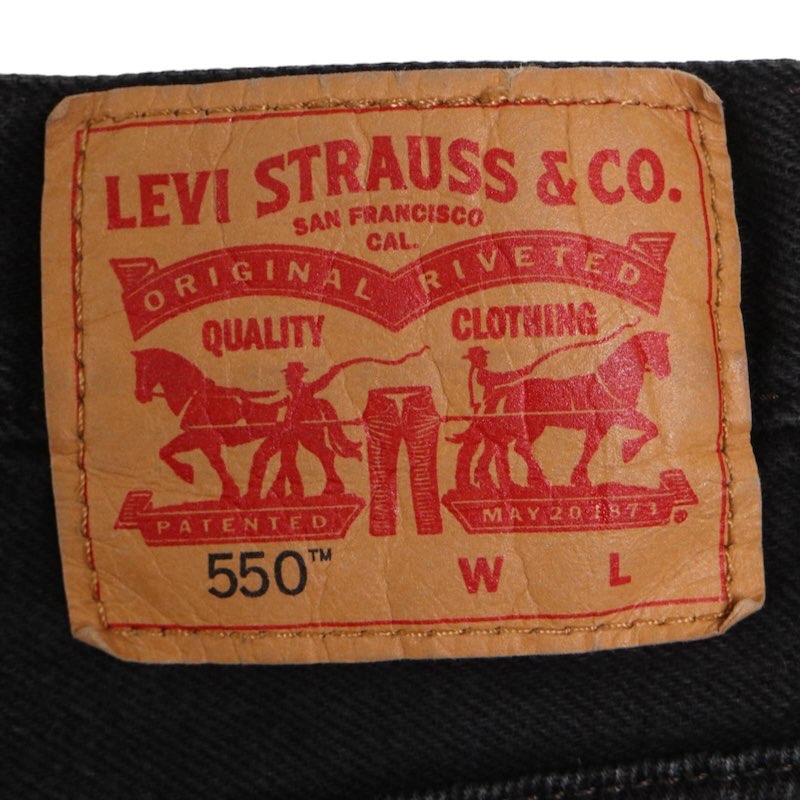 LEVI STRAUSS & CO.
SAN FRANCISCO
CAL.
ORIGINAL RIVETED
QUALITY CLOTHING
PATENTED MAY 20 1873
550™ W L